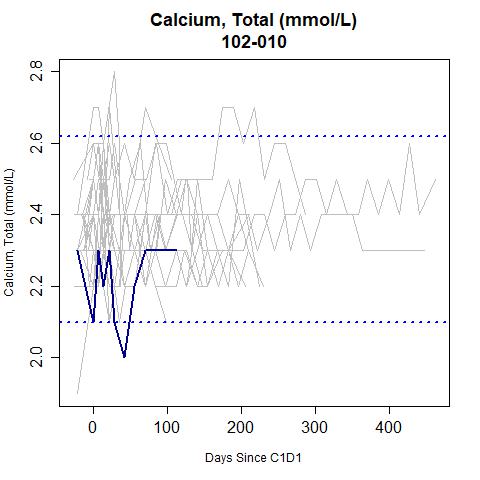 Calcium, Total (mmol/L)
102-010
Calcium, Total (mmol/L)
2.8
2.6
2.4
2.2
2.0
0 100 200 300 400
Days Since C1D1